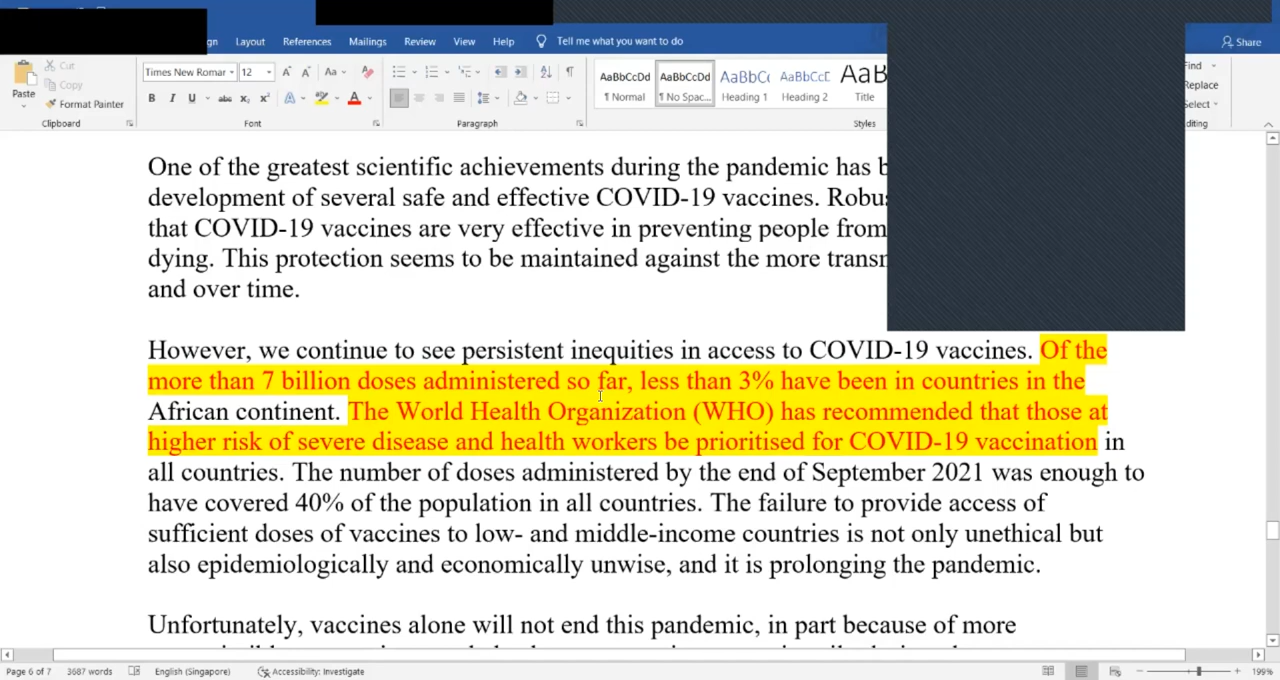 Layout References Mailings Review View Help Tell me what you want to do Share
Cut
Copy
Paste Format Painter
Times New Romar 12
Aa
B I U abc X₂ X²
A
AaBbCcDd AaBbCcDd AaBbCc AaBbCcD AaB
¶ Normal ¶ No Spac... Heading 1 Heading 2 Title
Replace
Clipboard Font Paragraph Styles
One of the greatest scientific achievements during the pandemic has
development of several safe and effective COVID-19 vaccines.
that COVID-19 vaccines are very effective in preventing people from
dying. This protection seems to be maintained against the more
and over time.
However, we continue to see persistent inequities in access to COVID-19 vaccines. Of the
more than 7 billion doses administered so far, less than 3% have been in countries in the
African continent. The World Health Organization (WHO) has recommended that those at
higher risk of severe disease and health workers be prioritised for COVID-19 vaccination in
all countries. The number of doses administered by the end of September 2021 was enough to
have covered 40% of the population in all countries. The failure to provide access of
sufficient doses of vaccines to low- and middle-income countries is not only unethical but
also epidemiologically and economically unwise, and it is prolonging the pandemic.
Unfortunately, vaccines alone will not end this pandemic, in part because of more
Page 6 of 7 3687 words English (Singapore) Accessibility: Investigate 199%